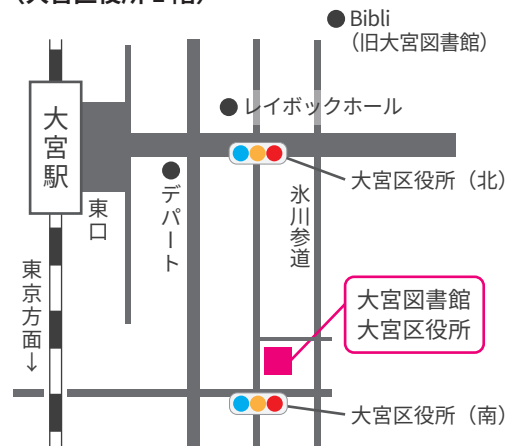 Bibli
（旧大宮図書館）
レイボックホール
大宮駅
大宮区役所（北）
東口
デパート
氷川参道
東京方面→
大宮図書館
大宮区役所
大宮区役所（南）